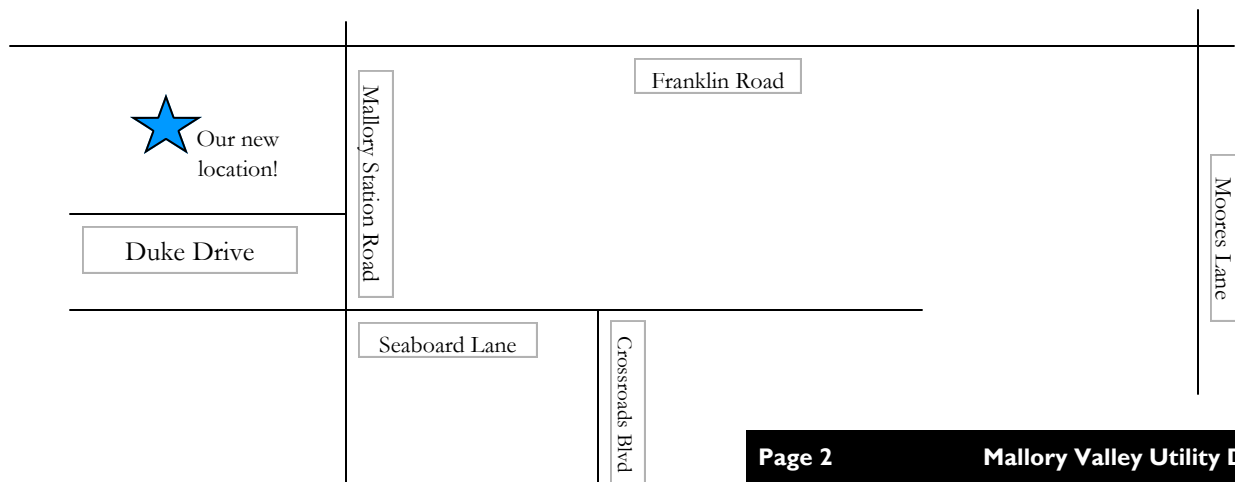 Franklin Road
Mallory Station Road
Our new
location!
Moores Lane
Duke Drive
Seaboard Lane
Crossroads Blvd
Page 2
Mallory Valley Utility